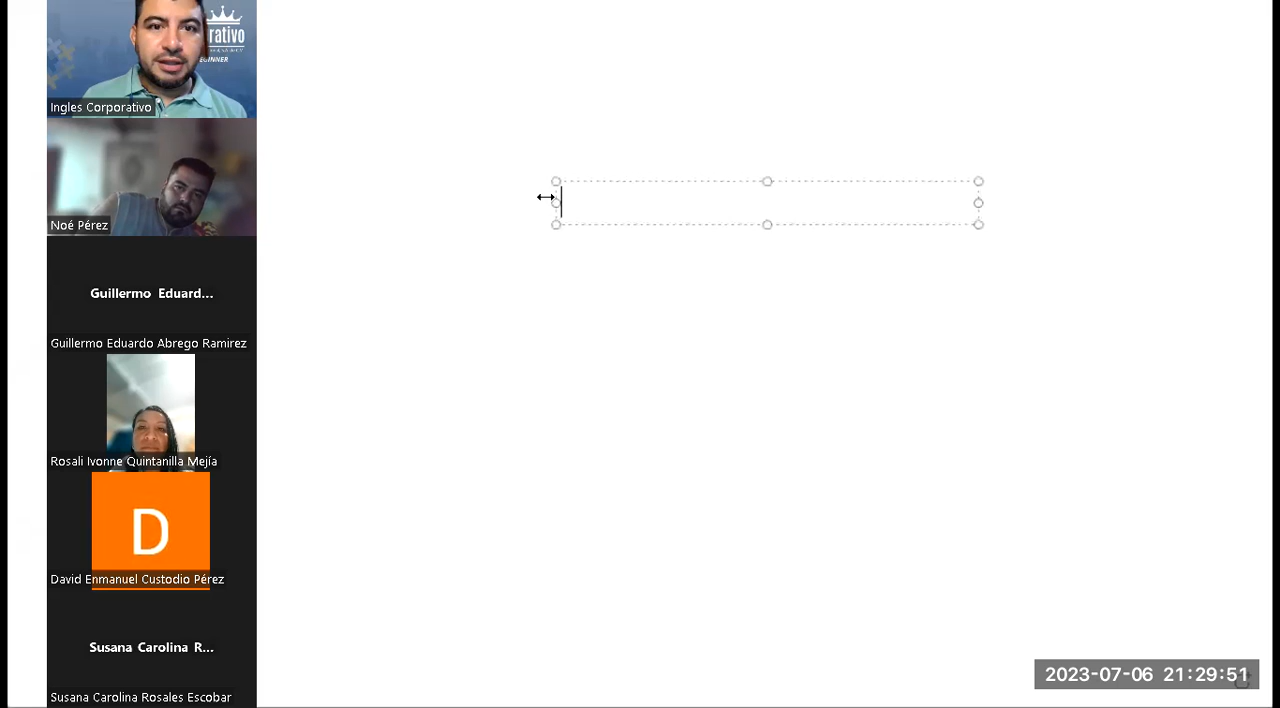 rativo
GINNER
Ingles Corporativo
Noé Pérez
Guillermo Eduard...
Guillermo Eduardo Abrego Ramirez
Rosali Ivonne Quintanilla Mejía
D
David Enmanuel Custodio Pérez
Susana Carolina R...
Susana Carolina Rosales Escobar
2023-07-06 21:29:51